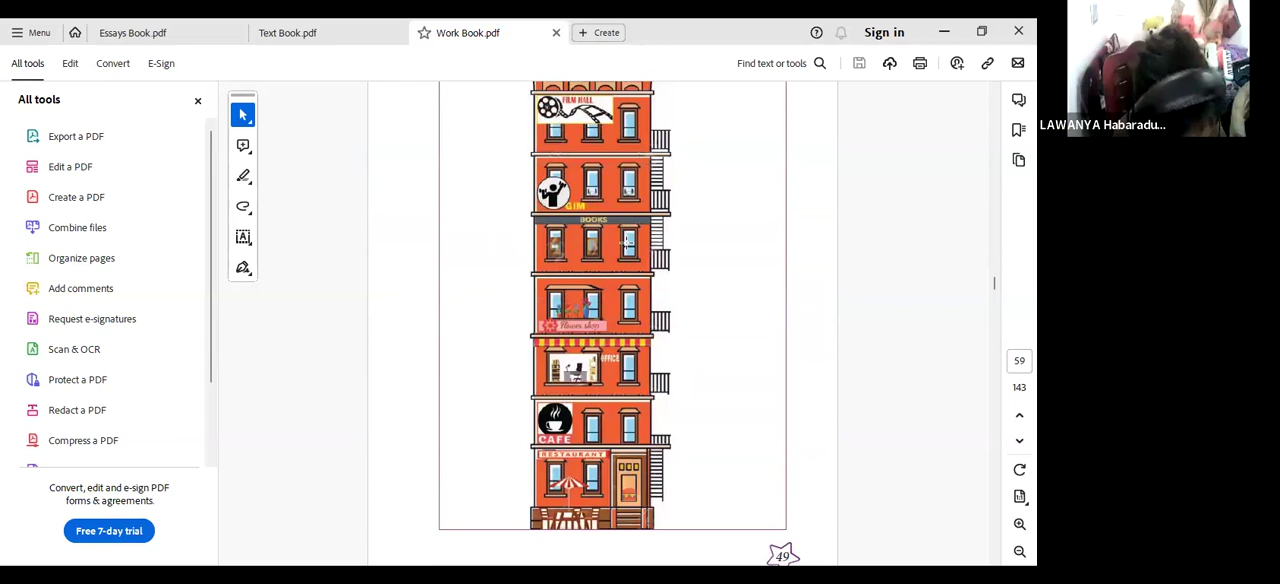 Menu
Essays Book.pdf
Text Book.pdf
Work Book.pdf
Create
Sign in
All tools
Edit
Convert
E-Sign
Find text or tools
All tools
Export a PDF
Edit a PDF
Create a PDF
Combine files
Organize pages
Add comments
Request e-signatures
Scan & OCR
Protect a PDF
Redact a PDF
Compress a PDF
Convert, edit and e-sign PDF
forms & agreements.
Free 7-day trial
FILM HALL
GIM
BOOKS
Flower shop
OFFICE
CAFE
RESTAURANT
49
59
143
LAWANYA Habaradu...